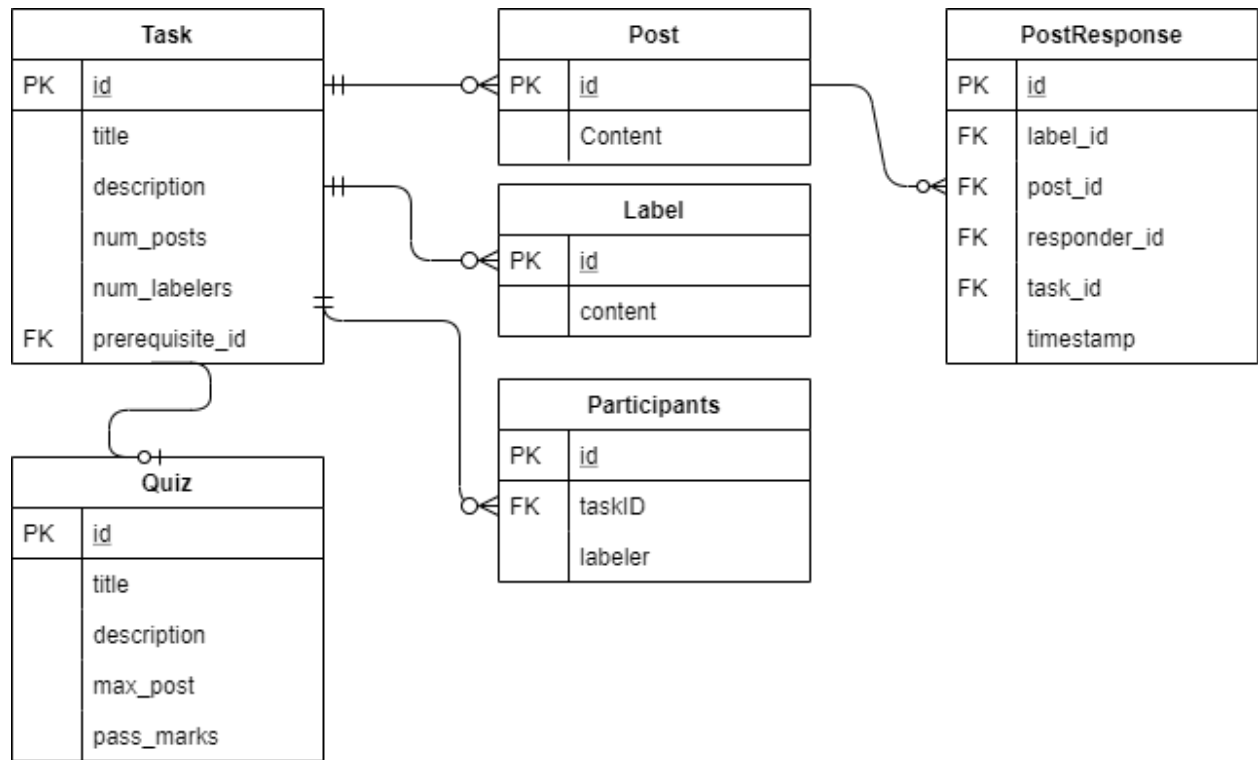 Task
PK id
title
description
num_posts
num_labelers
FK prerequisite_id
Post
PK id
Content
Label
PK id
content
Participants
PK id
FK taskID
labeler
PostResponse
PK id
FK label_id
FK post_id
FK responder_id
FK task_id
timestamp
Quiz
PK id
title
description
max_post
pass_marks